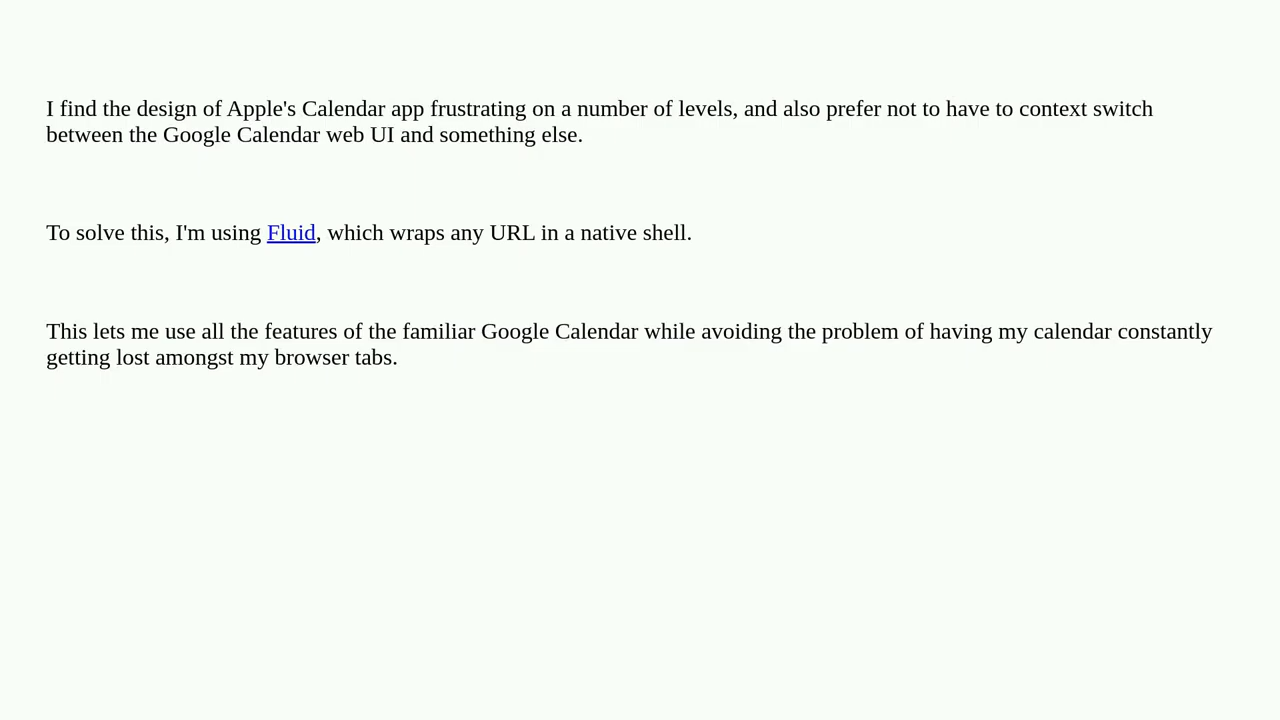 I find the design of Apple's Calendar app frustrating on a number of levels, and also prefer not to have to context switch
between the Google Calendar web UI and something else.
To solve this, I'm using Fluid, which wraps any URL in a native shell.
This lets me use all the features of the familiar Google Calendar while avoiding the problem of having my calendar constantly
getting lost amongst my browser tabs.